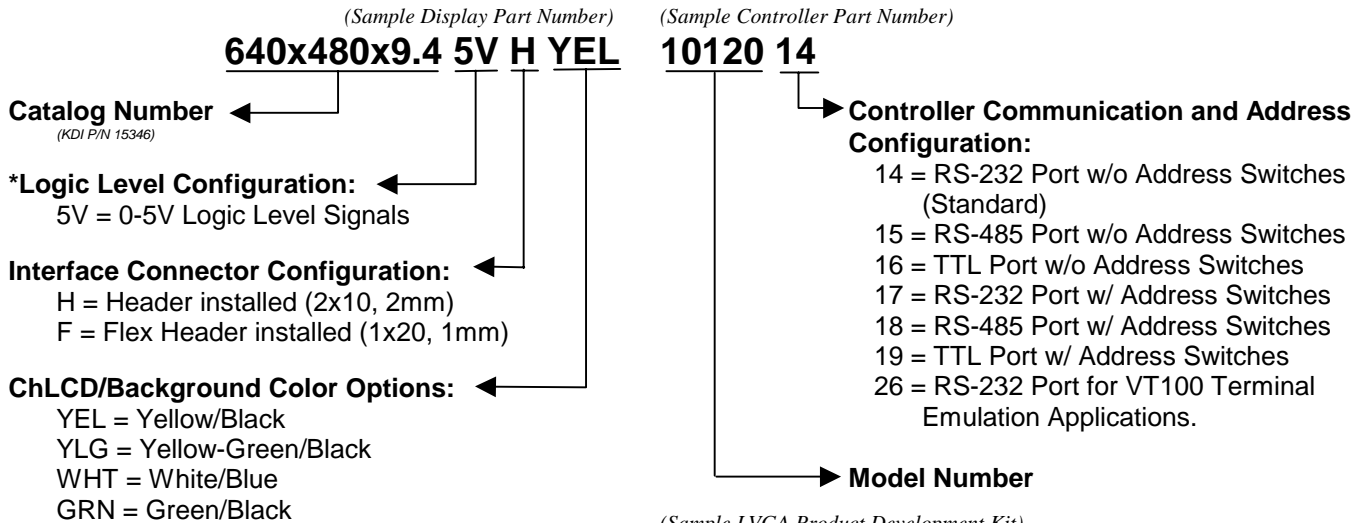 (Sample Display Part Number)
640x480x9.4 5V H YEL
Catalog Number
(KDI P/N 15346)
*Logic Level Configuration:
5V = 0-5V Logic Level Signals
Interface Connector Configuration:
H = Header installed (2x10, 2mm)
F = Flex Header installed (1x20, 1mm)
ChLCD/Background Color Options:
YEL = Yellow/Black
YLG = Yellow-Green/Black
WHT = White/Blue
GRN = Green/Black
(Sample Controller Part Number)
10120 14
Controller Communication and Address
Configuration:
14 = RS-232 Port w/o Address Switches
(Standard)
15 = RS-485 Port w/o Address Switches
16 = TTL Port w/o Address Switches
17 = RS-232 Port w/ Address Switches
18 = RS-485 Port w/ Address Switches
19 = TTL Port w/ Address Switches
26 = RS-232 Port for VT100 Terminal
Emulation Applications.
Model Number
(Sample LVGA Product Development Kit)